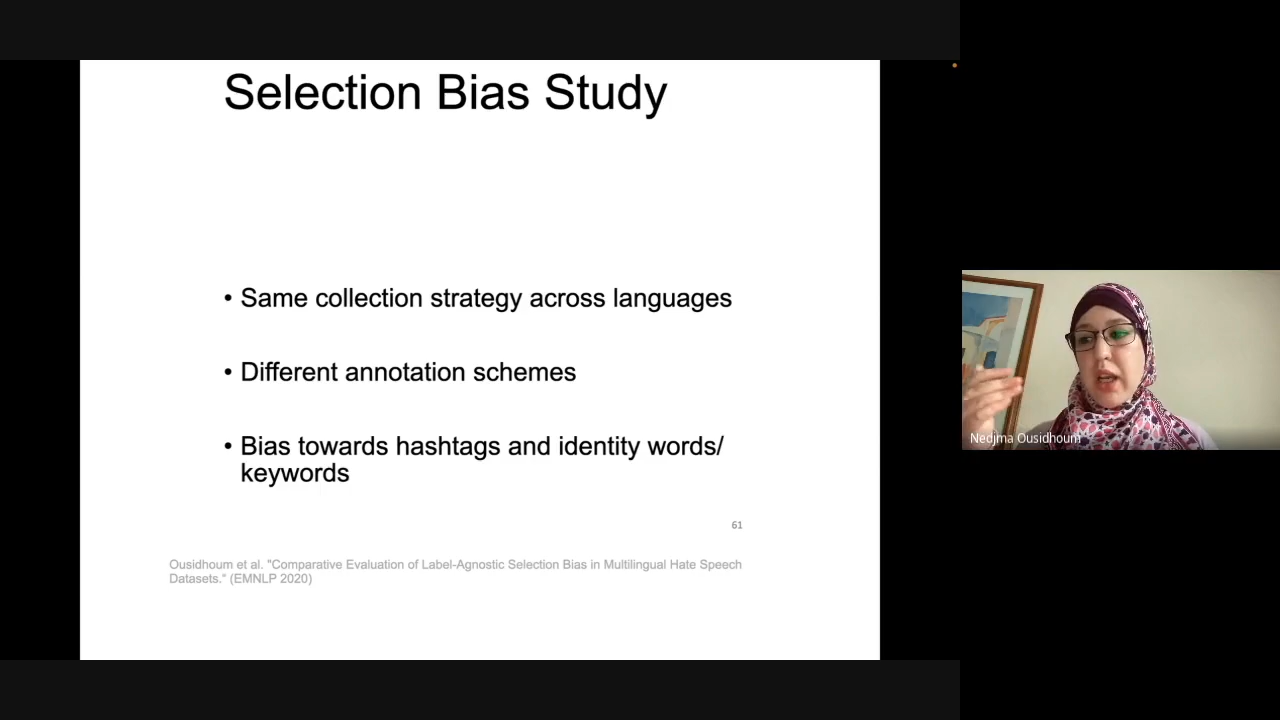 Selection Bias Study
• Same collection strategy across languages
• Different annotation schemes
• Bias towards hashtags and identity words/
keywords
61
Ousidhoum et al. "Comparative Evaluation of Label-Agnostic Selection Bias in Multilingual Hate Speech
Datasets." (EMNLP 2020)
Nedjma Ousidhoum